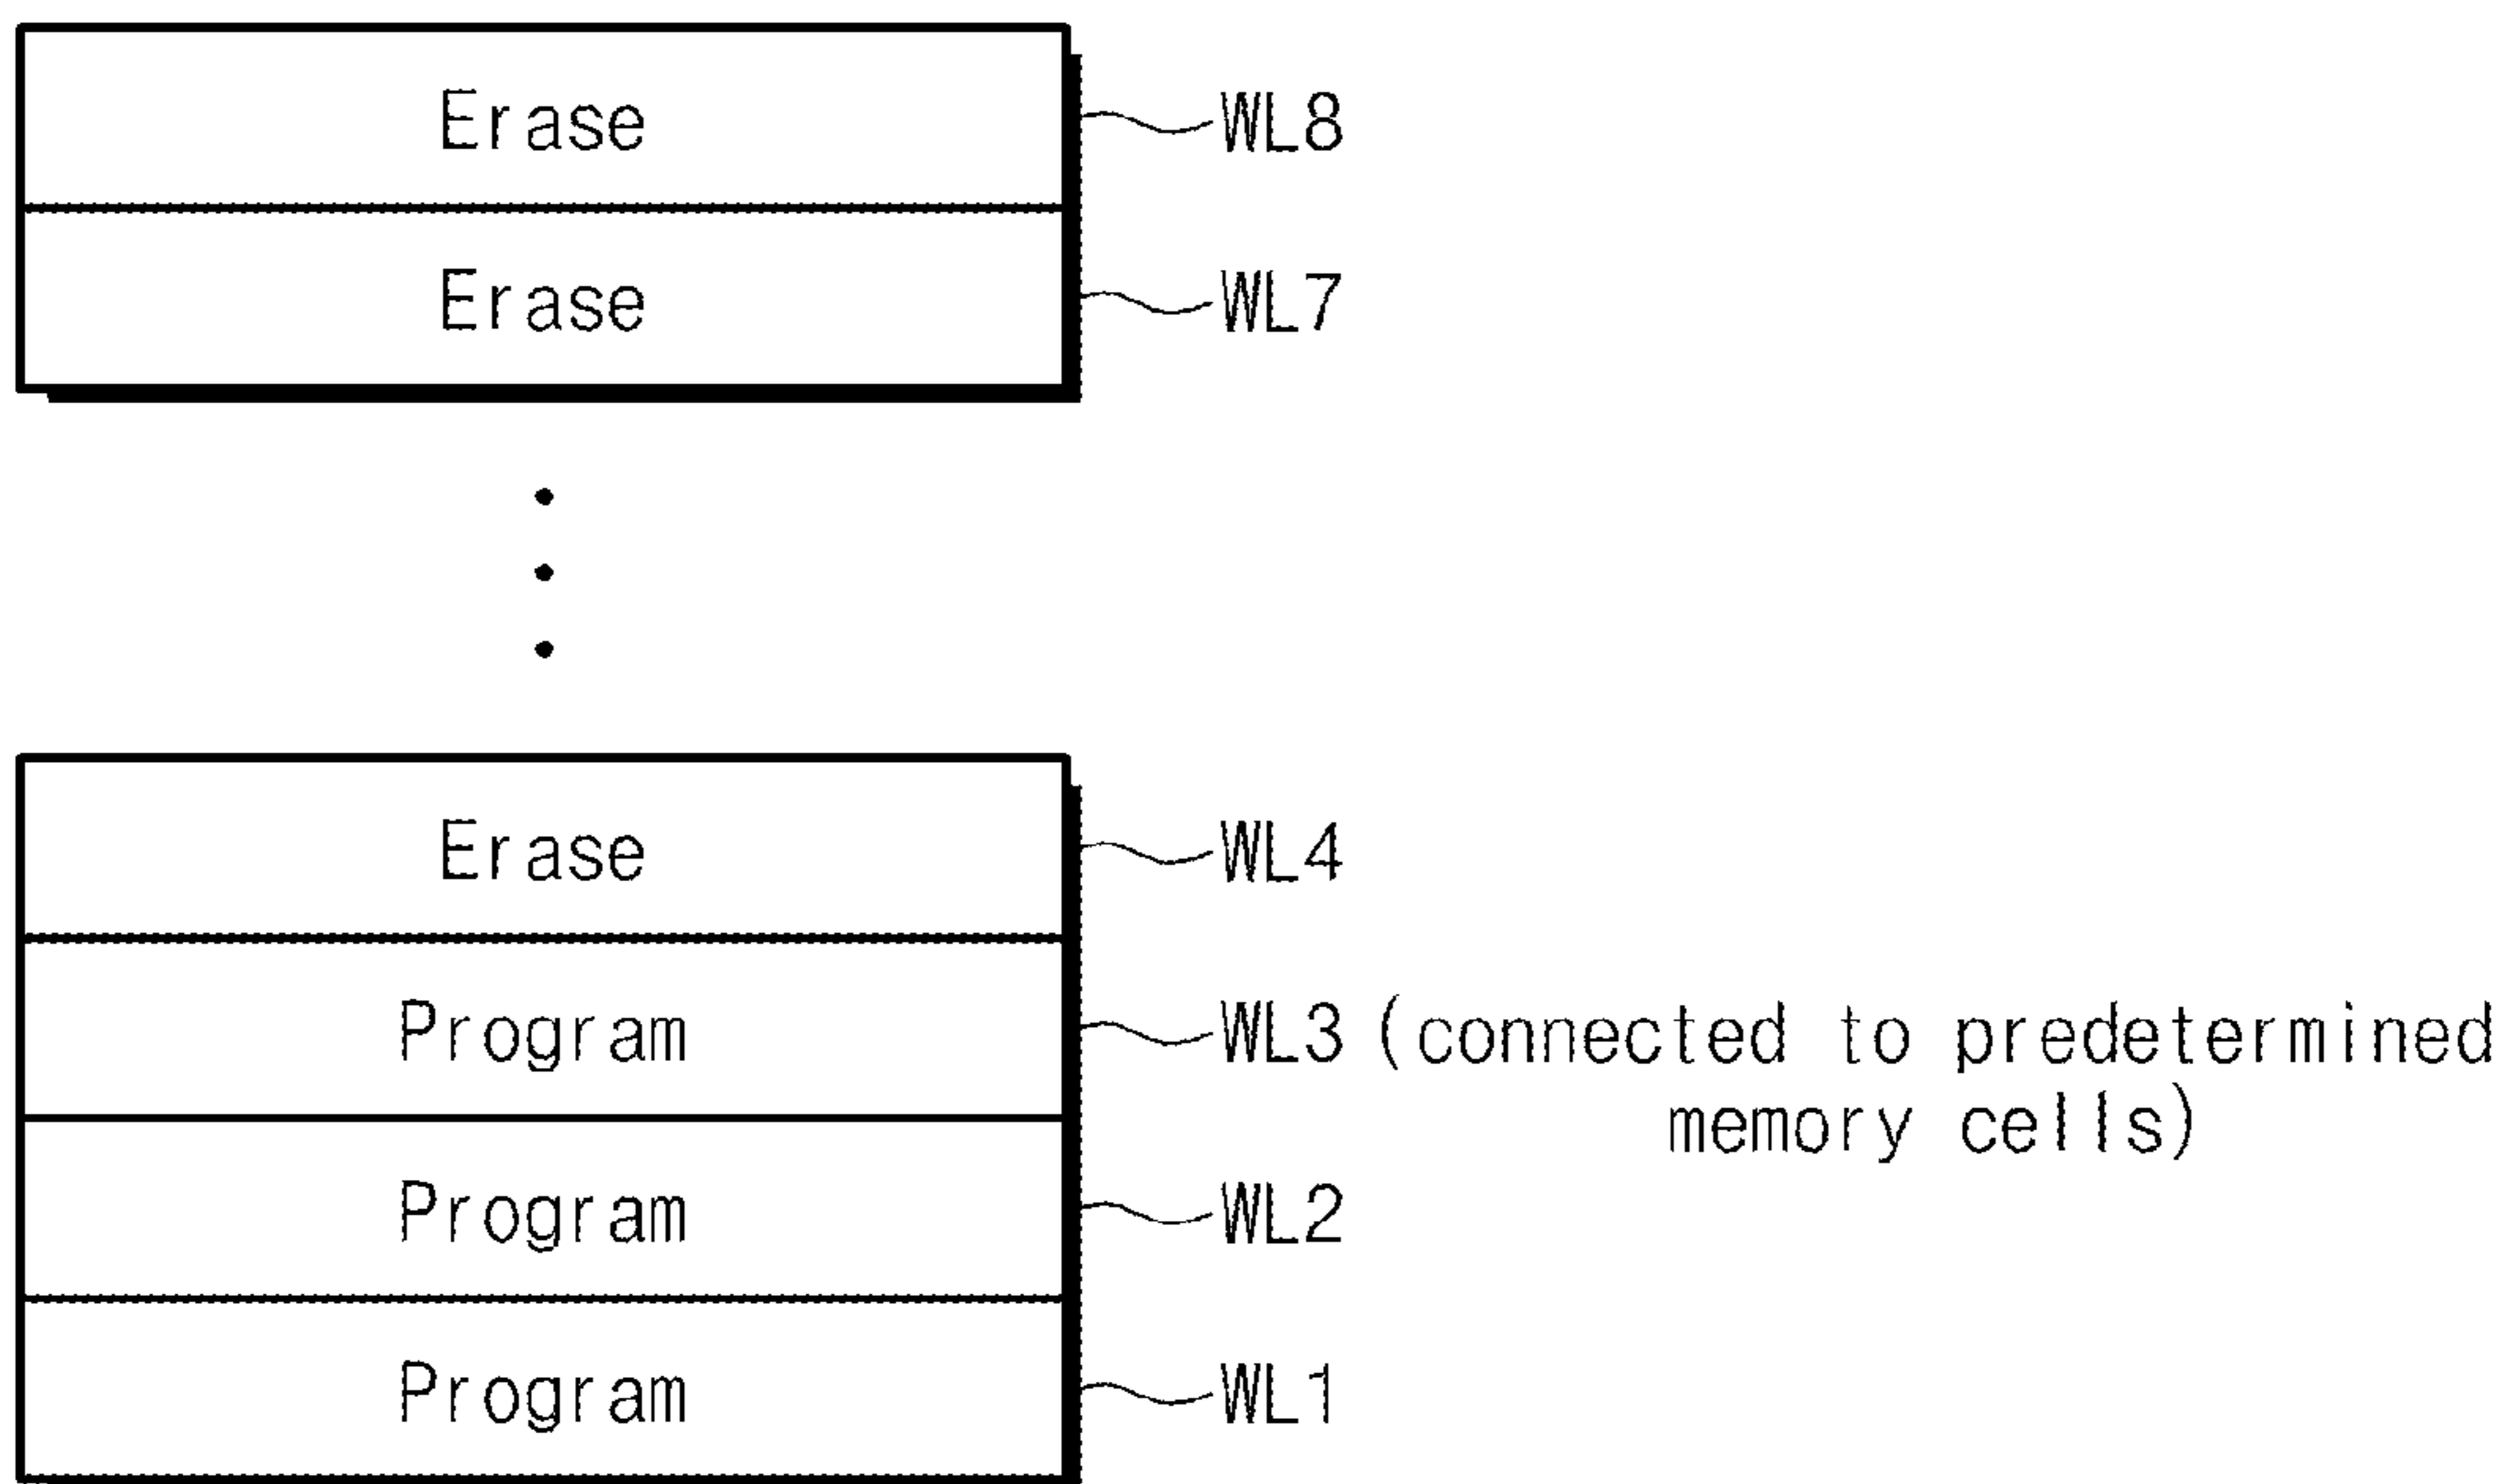 Erase WL8
Erase WL7
Erase WL4
Program WL3 (connected to predetermined
memory cells)
Program WL2
Program WL1